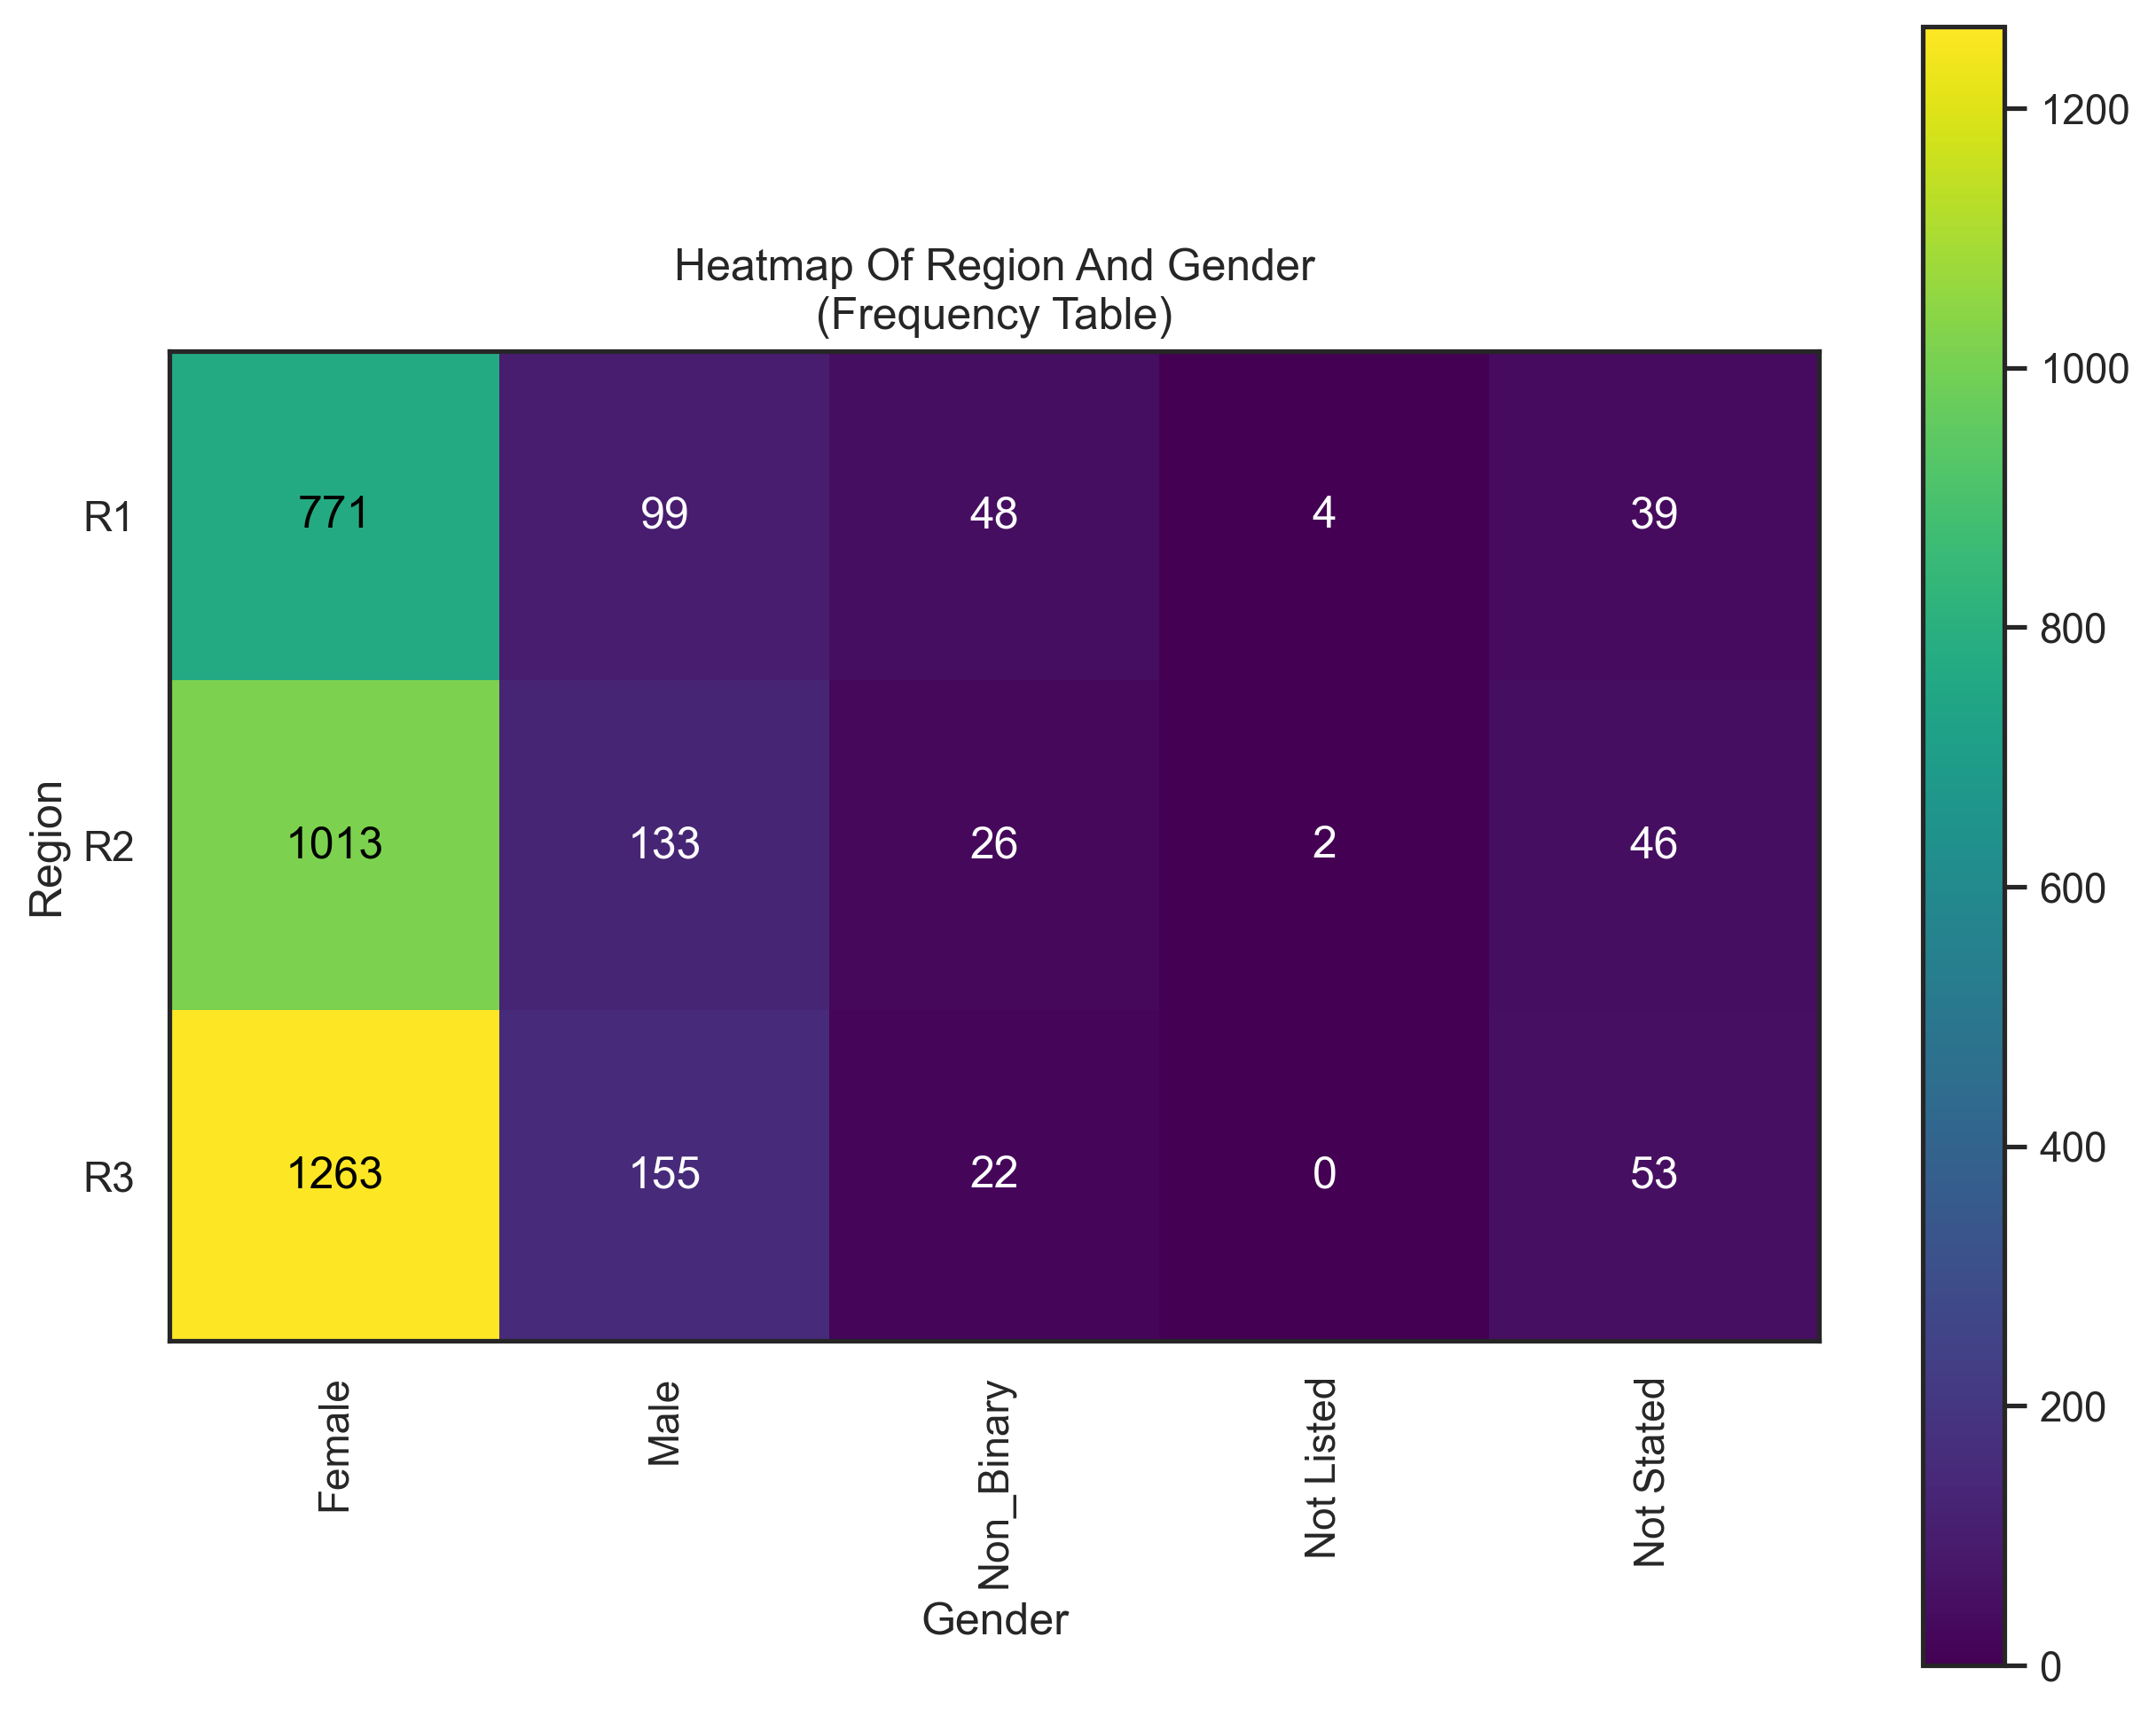 Heatmap Of Region And Gender
(Frequency Table)
R1 771 99 48 4 39
R2 1013 133 26 2 46
R3 1263 155 22 0 53
Region
Female Male Non_Binary Not Listed Not Stated
Gender
1200
1000
800
600
400
200
0